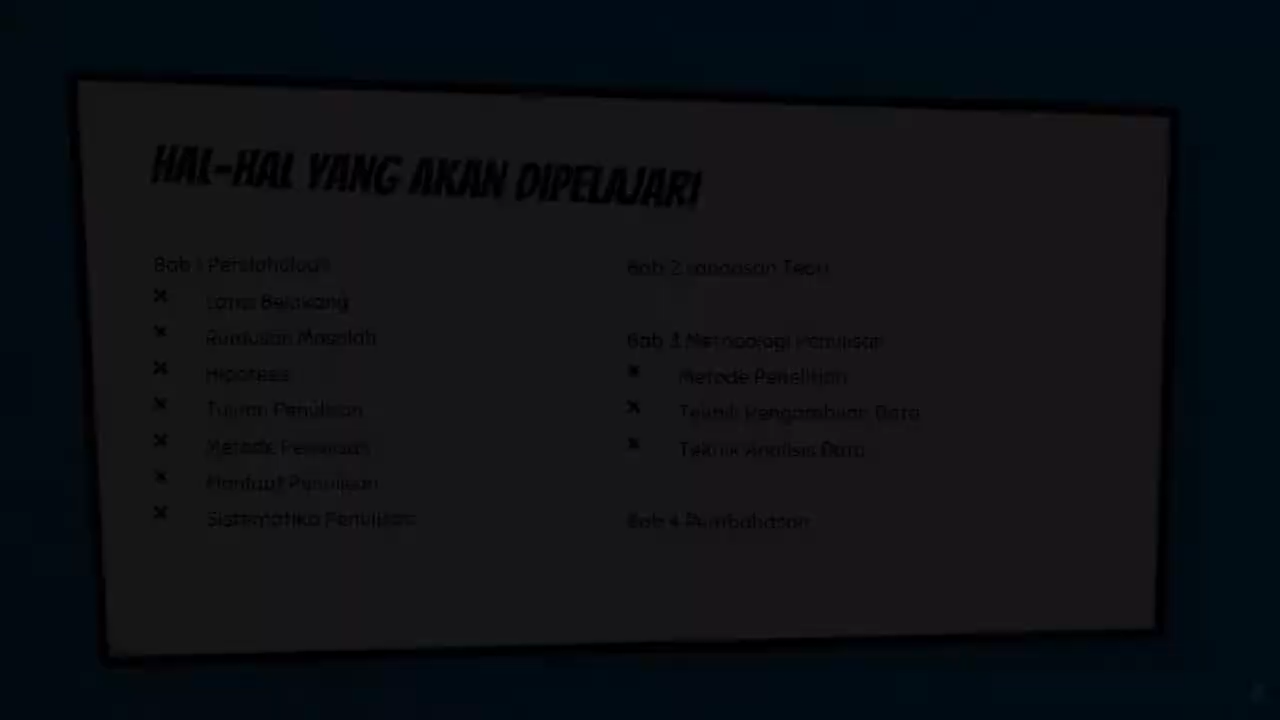 HAL-HAL YANG AKAN DIPELAJARI
Bab 1 Pendahuluan
Latar Belakang
Rumusan Masalah
Hipotesis
Tujuan Penulisan
Metode Penulisan
Manfaat Penulisan
Sistematika Penulisan
Bab 2 Landasan Teori
Bab 3 Metodologi Penulisan
Metode Penelitian
Teknik Pengambilan Data
Teknik Analisis Data
Bab 4 Pembahasan